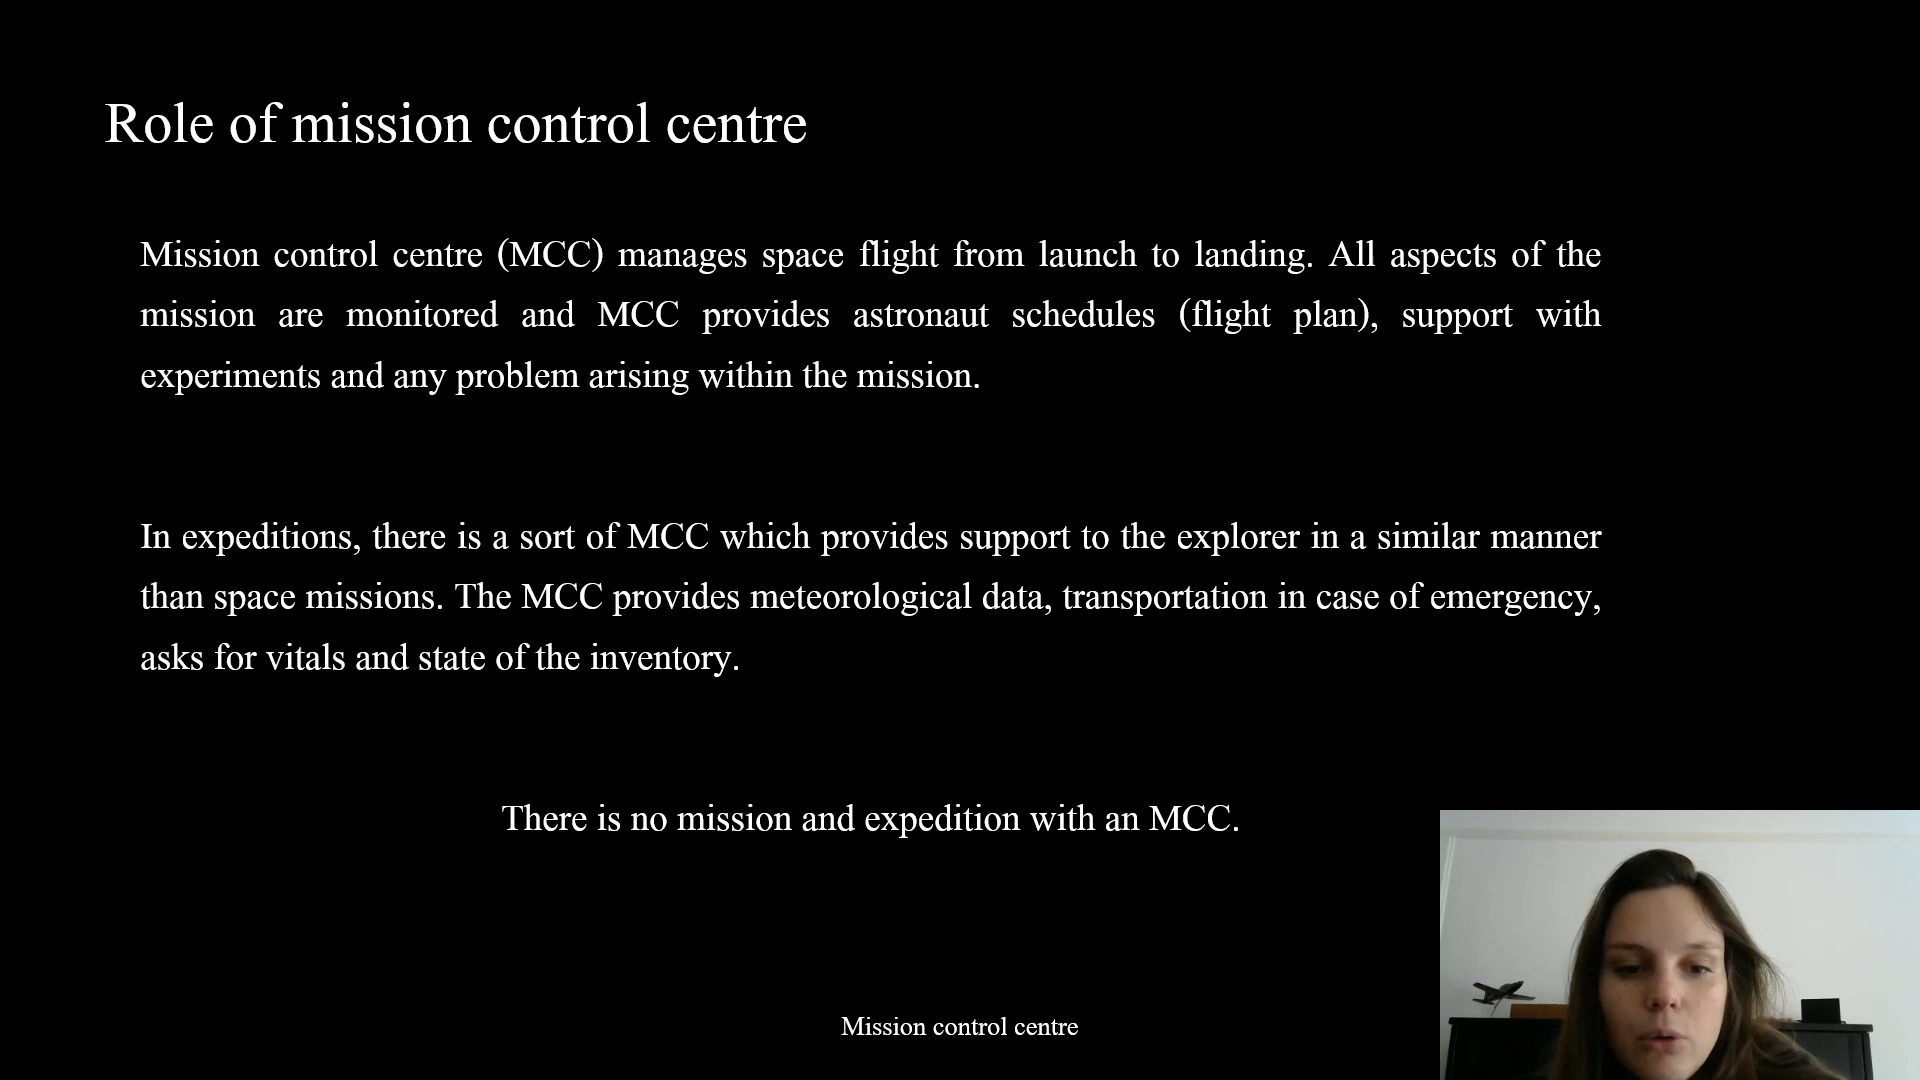 Role of mission control centre
Mission control centre (MCC) manages space flight from launch to landing. All aspects of the
mission are monitored and MCC provides astronaut schedules (flight plan), support with
experiments and any problem arising within the mission.
In expeditions, there is a sort of MCC which provides support to the explorer in a similar manner
than space missions. The MCC provides meteorological data, transportation in case of emergency,
asks for vitals and state of the inventory.
There is no mission and expedition with an MCC.
Mission control centre